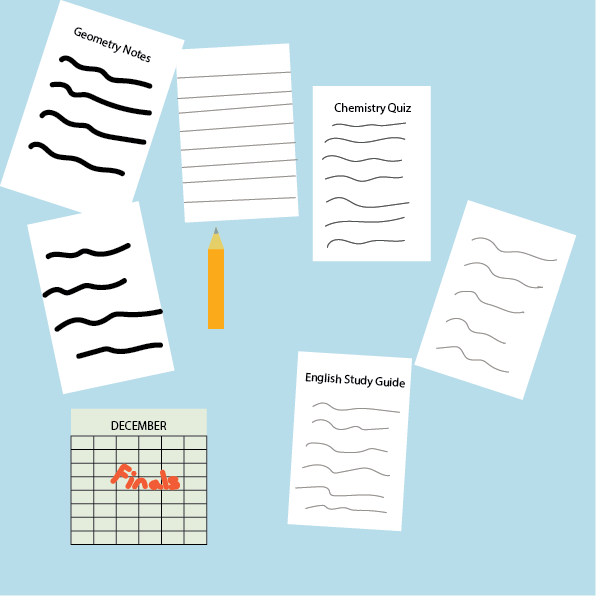 Geometry Notes
Chemistry Quiz
English Study Guide
DECEMBER
Finals